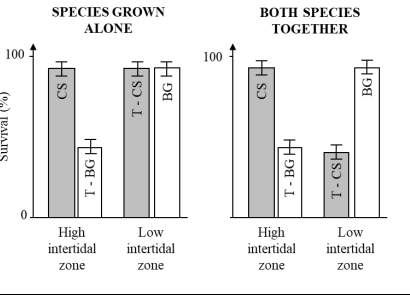 SPECIES GROWN
ALONE
BOTH SPECIES
TOGETHER
Survival (%)
100
0
CS
T - BG
T - CS
BG
High
intertidal
zone
Low
intertidal
zone
100
CS
T - BG
T - CS
BG
High
intertidal
zone
Low
intertidal
zone